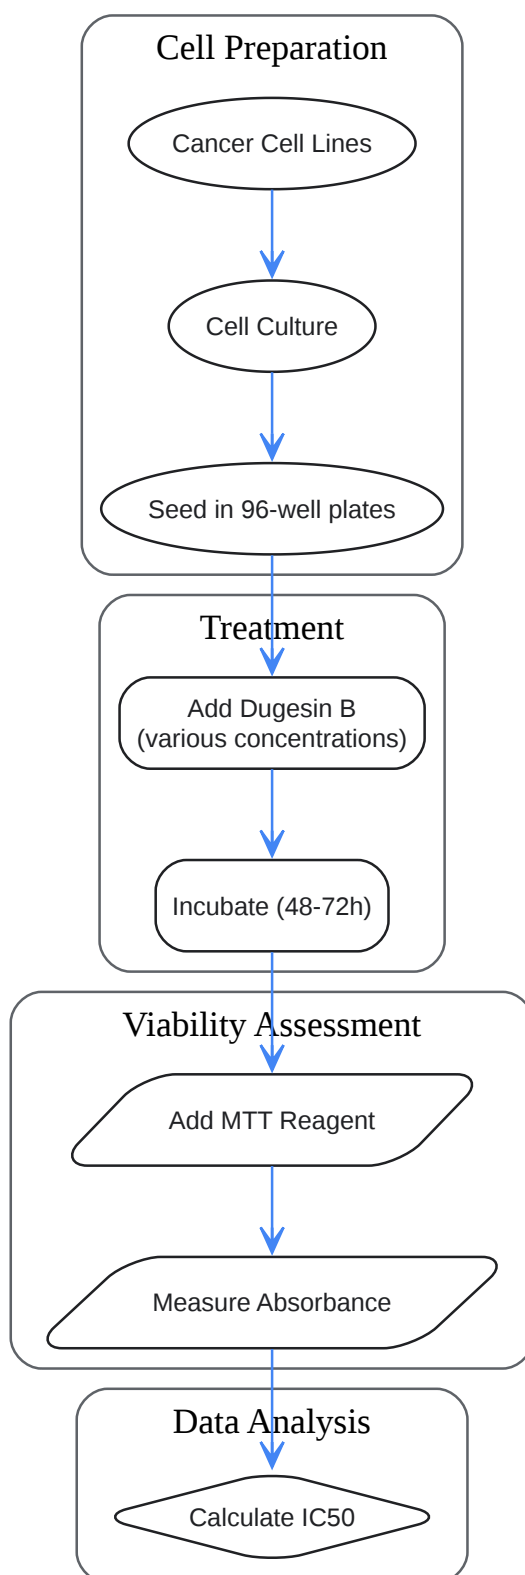 Cell Preparation
Cancer Cell Lines
Cell Culture
Seed in 96-well plates
Treatment
Add Dugesin B
(various concentrations)
Incubate (48-72h)
Viability Assessment
Add MTT Reagent
Measure Absorbance
Data Analysis
Calculate IC50